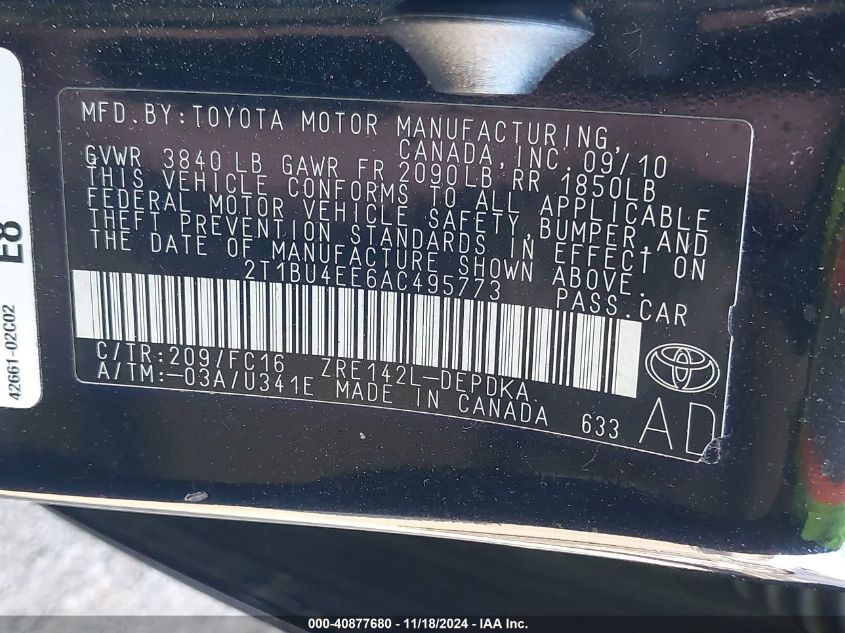 MFD.BY:TOYOTA MOTOR MANUFACTURING,
CANADA,INC. 09/10
GVWR 3840 LB GAWR FR 2090LB RR 1850LB
THIS VEHICLE CONFORMS TO ALL APPLICABLE
FEDERAL MOTOR VEHICLE SAFETY,BUMPER,AND
THEFT PREVENTION STANDARDS IN EFFECT ON
THE DATE OF MANUFACTURE SHOWN ABOVE.
2T1BU4EE6AC495773 PASS.CAR
C/TR:209/FC16 ZRE142L-DEPDKA
A/TM:-03A/U341E MADE IN CANADA 633
AD
E8
42661-02C02
000-40877680 - 11/18/2024 - IAA Inc.